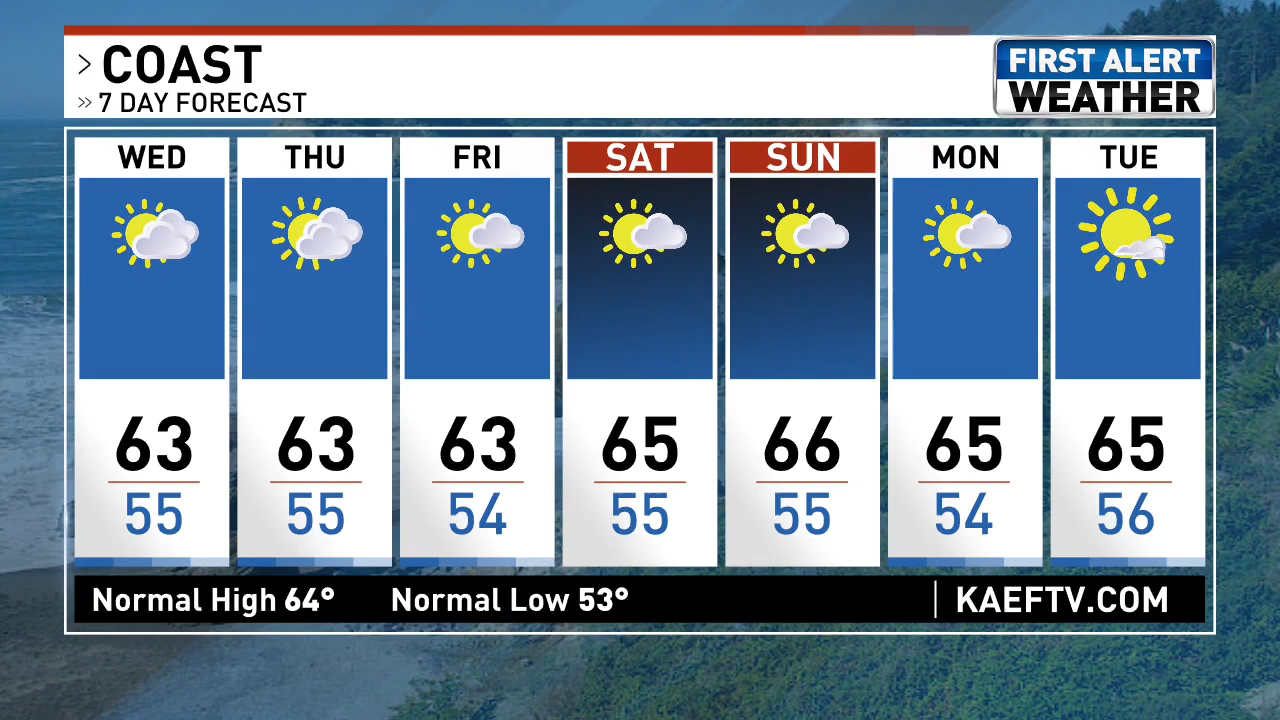 > COAST
» 7 DAY FORECAST
FIRST ALERT
WEATHER
WED THU FRI SAT SUN MON TUE
63 63 63 65 66 65 65
55 55 54 55 55 54 56
Normal High 64° Normal Low 53° | KAEFTV.COM